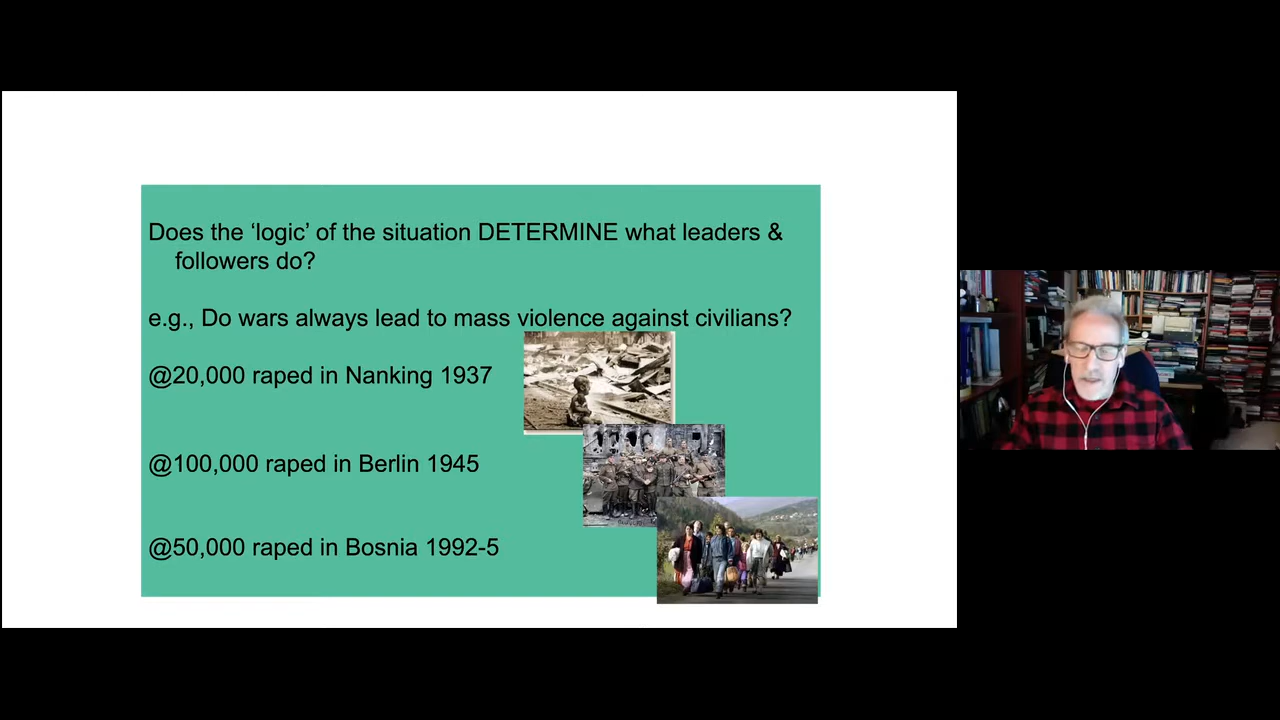 Does the ‘logic’ of the situation DETERMINE what leaders &
followers do?
e.g., Do wars always lead to mass violence against civilians?
@20,000 raped in Nanking 1937
@100,000 raped in Berlin 1945
@50,000 raped in Bosnia 1992-5